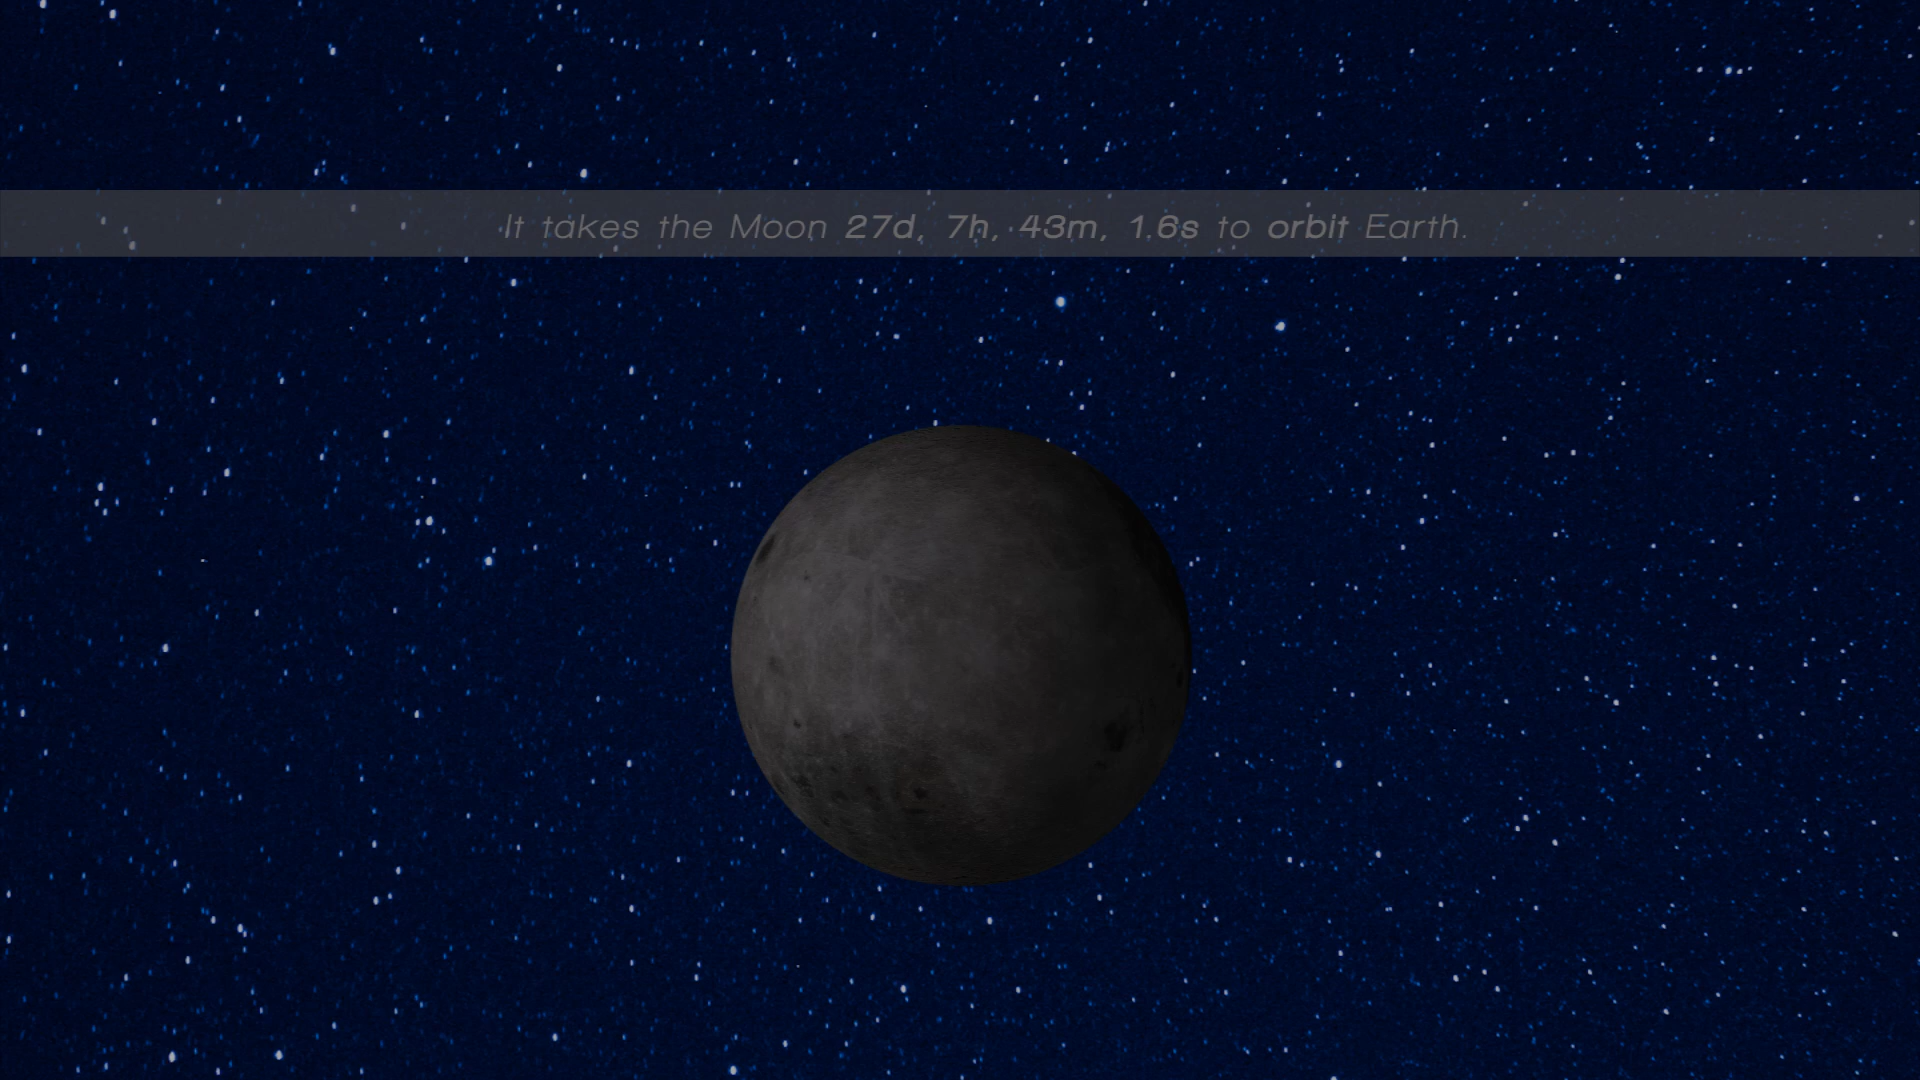 It takes the Moon 27d, 7h, 43m, 1.6s to orbit Earth.